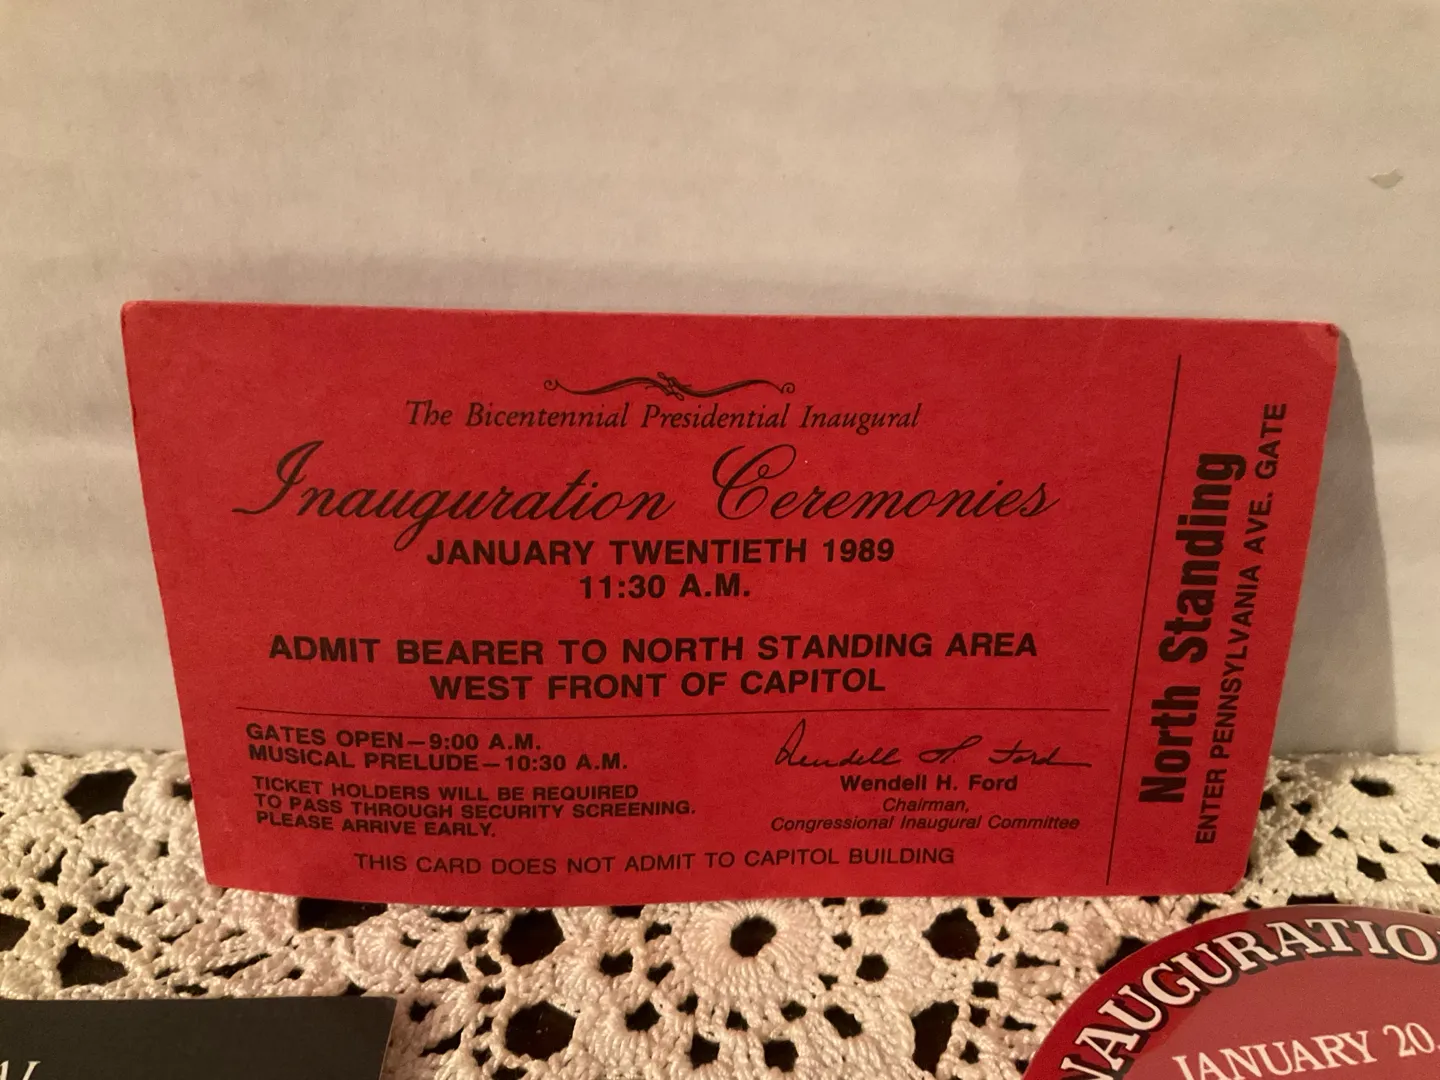 The Bicentennial Presidential Inaugural
Inauguration Ceremonies
JANUARY TWENTIETH 1989
11:30 A.M.
ADMIT BEARER TO NORTH STANDING AREA
WEST FRONT OF CAPITOL
GATES OPEN—9:00 A.M.
MUSICAL PRELUDE—10:30 A.M.
TICKET HOLDERS WILL BE REQUIRED
TO PASS THROUGH SECURITY SCREENING.
PLEASE ARRIVE EARLY.
Wendell H. Ford
Wendell H. Ford
Chairman,
Congressional Inaugural Committee
THIS CARD DOES NOT ADMIT TO CAPITOL BUILDING
North Standing
ENTER PENNSYLVANIA AVE. GATE
NAUGURATIO
JANUARY 20,